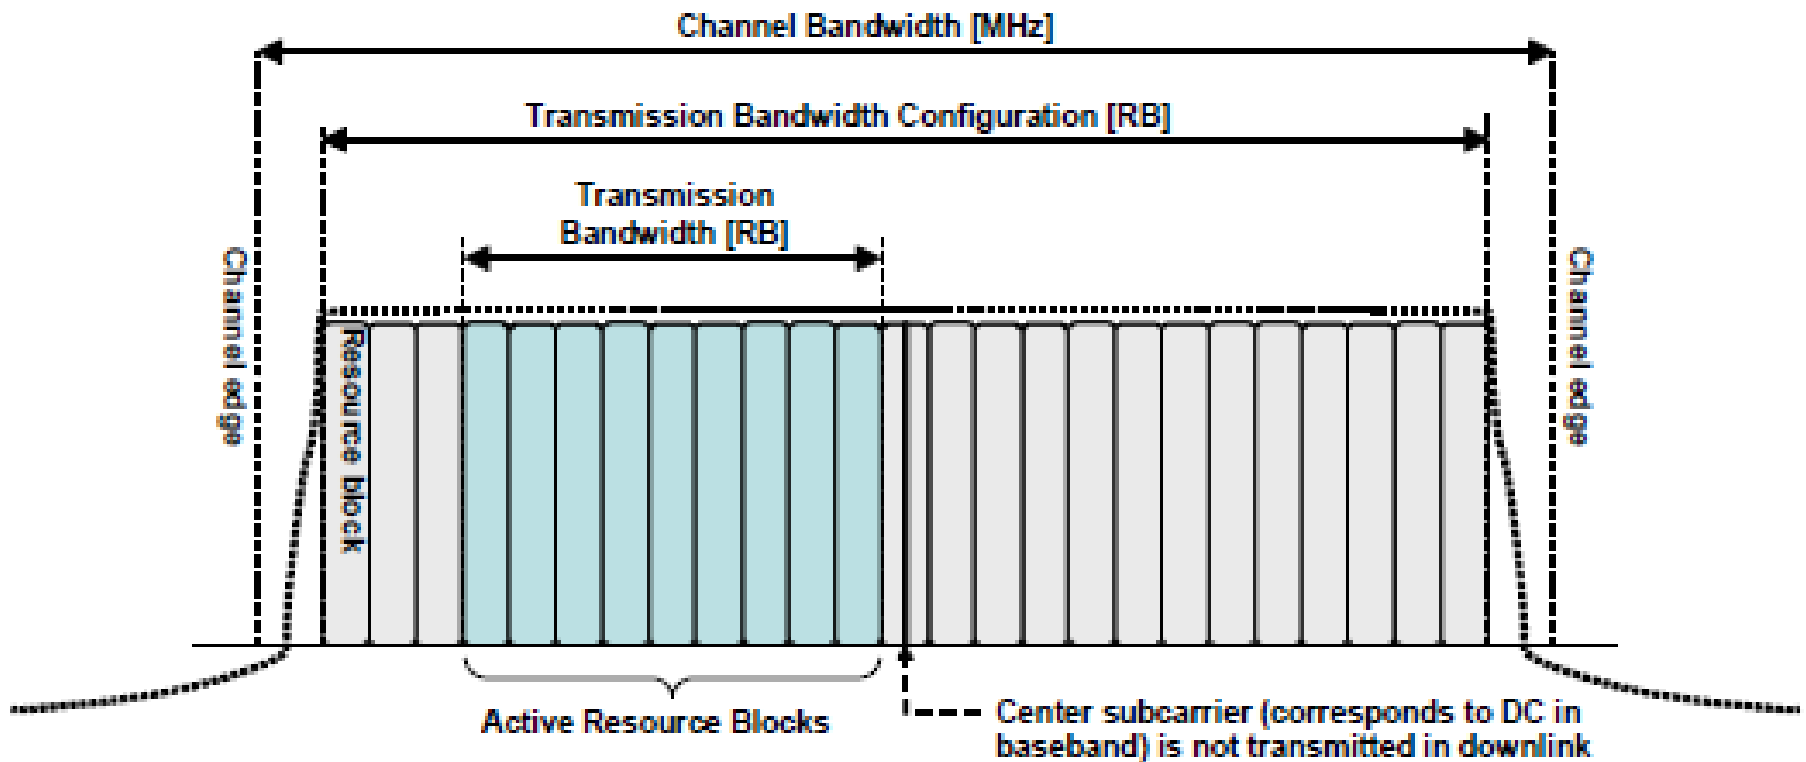 Channel Bandwidth [MHz]
Transmission Bandwidth Configuration [RB]
Transmission
Bandwidth [RB]
Channel edge
Channel edge
Resource block
Active Resource Blocks
Center subcarrier (corresponds to DC in
baseband) is not transmitted in downlink